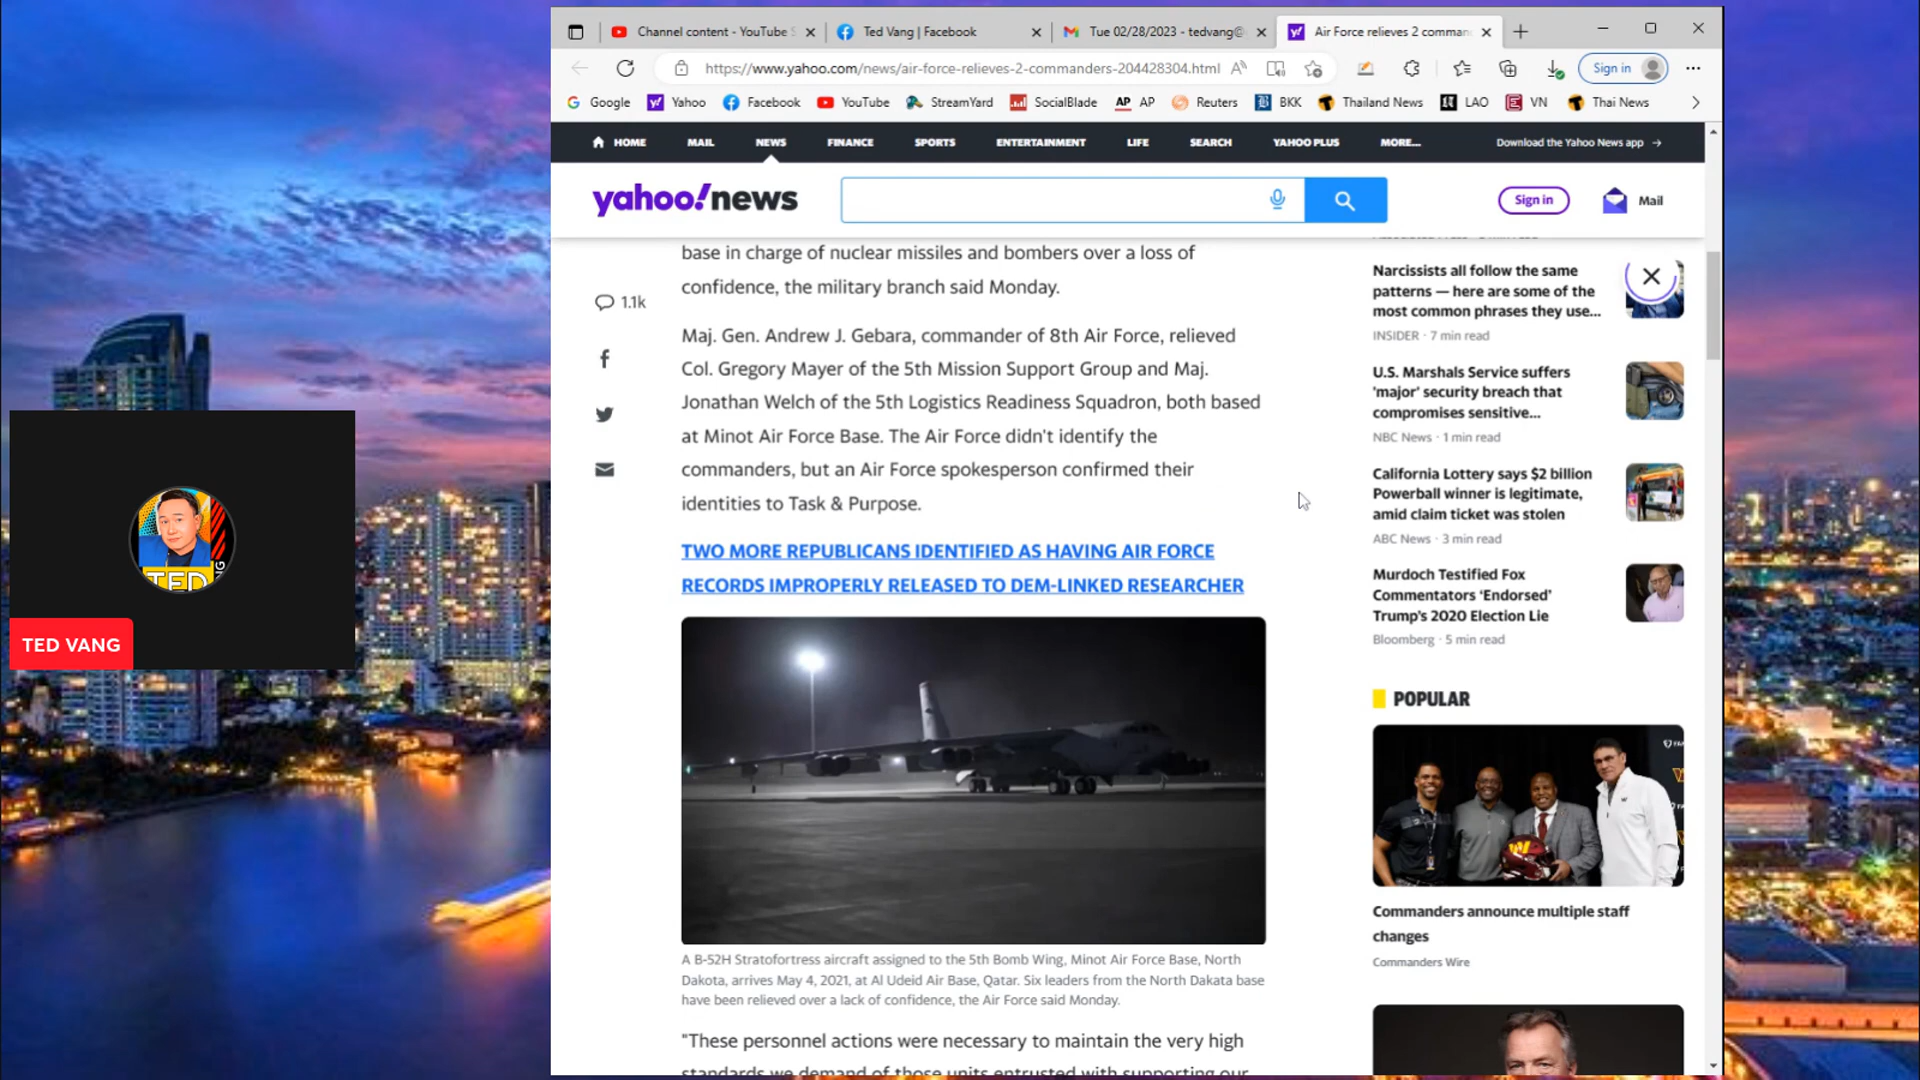 Channel content - YouTube S
Ted Vang | Facebook
Tue 02/28/2023 - tedvang@
Air Force relieves 2 comman
https://www.yahoo.com/news/air-force-relieves-2-commanders-204428304.html
Sign in
Google
Yahoo
Facebook
YouTube
StreamYard
SocialBlade
AP AP
Reuters
BKK
Thailand News
LAO
VN
Thai News
HOME
MAIL
NEWS
FINANCE
SPORTS
ENTERTAINMENT
LIFE
SEARCH
YAHOO PLUS
MORE...
Download the Yahoo News app →
yahoo!news
Sign in
Mail
base in charge of nuclear missiles and bombers over a loss of
confidence, the military branch said Monday.
1.1k
Maj. Gen. Andrew J. Gebara, commander of 8th Air Force, relieved
Col. Gregory Mayer of the 5th Mission Support Group and Maj.
Jonathan Welch of the 5th Logistics Readiness Squadron, both based
at Minot Air Force Base. The Air Force didn't identify the
commanders, but an Air Force spokesperson confirmed their
identities to Task & Purpose.
TWO MORE REPUBLICANS IDENTIFIED AS HAVING AIR FORCE
RECORDS IMPROPERLY RELEASED TO DEM-LINKED RESEARCHER
A B-52H Stratofortress aircraft assigned to the 5th Bomb Wing, Minot Air Force Base, North
Dakota, arrives May 4, 2021, at Al Udeid Air Base, Qatar. Six leaders from the North Dakata base
have been relieved over a lack of confidence, the Air Force said Monday.
"These personnel actions were necessary to maintain the very high
standards we demand of those units entrusted with supporting our
Narcissists all follow the same
patterns — here are some of the
most common phrases they use...
INSIDER · 7 min read
U.S. Marshals Service suffers
'major' security breach that
compromises sensitive...
NBC News · 1 min read
California Lottery says $2 billion
Powerball winner is legitimate,
amid claim ticket was stolen
ABC News · 3 min read
Murdoch Testified Fox
Commentators ‘Endorsed’
Trump's 2020 Election Lie
Bloomberg · 5 min read
POPULAR
Commanders announce multiple staff
changes
Commanders Wire
TED
TED VANG